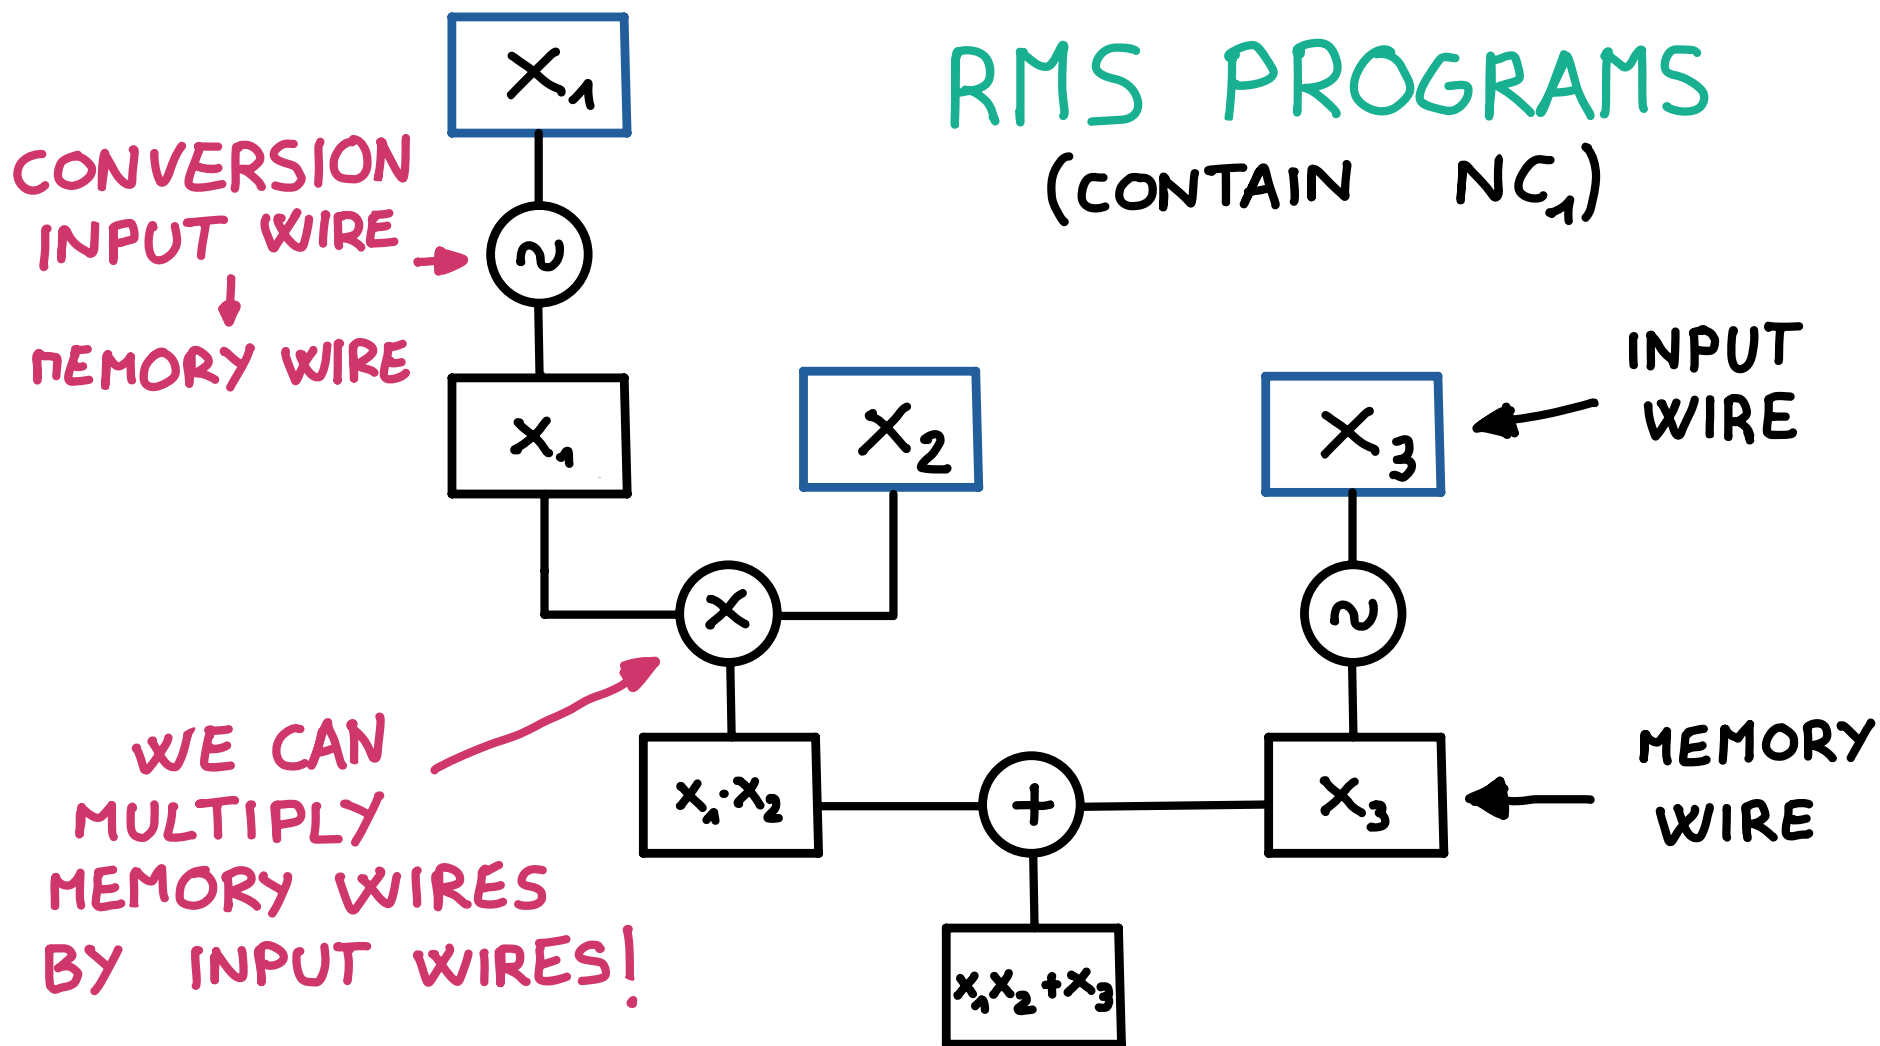 RMS PROGRAMS
(CONTAIN NC₁)
x₁
CONVERSION
INPUT WIRE
→
↓
MEMORY WIRE
~
x₁
x₂
x₃
INPUT
WIRE
x
~
WE CAN
MULTIPLY
MEMORY WIRES
BY INPUT WIRES!
x₁·x₂
+
x₃
MEMORY
WIRE
x₁x₂+x₃